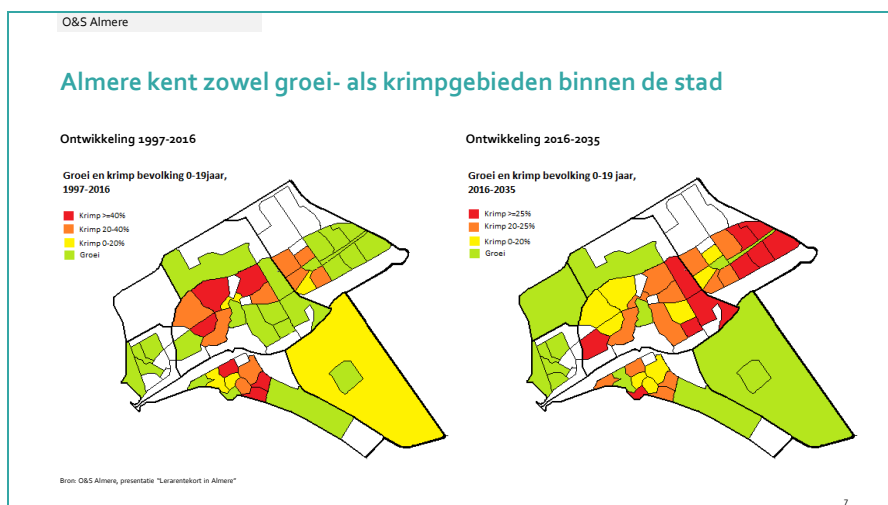 O&S Almere
Almere kent zowel groei- als krimpgebieden binnen de stad
Ontwikkeling 1997-2016
Groei en krimp bevolking 0-19jaar,
1997-2016
Krimp >=40%
Krimp 20-40%
Krimp 0-20%
Groei
Ontwikkeling 2016-2035
Groei en krimp bevolking 0-19 jaar,
2016-2035
Krimp >=25%
Krimp 20-25%
Krimp 0-20%
Groei
Bron: O&S Almere, presentatie "Lerarentekort in Almere"
7